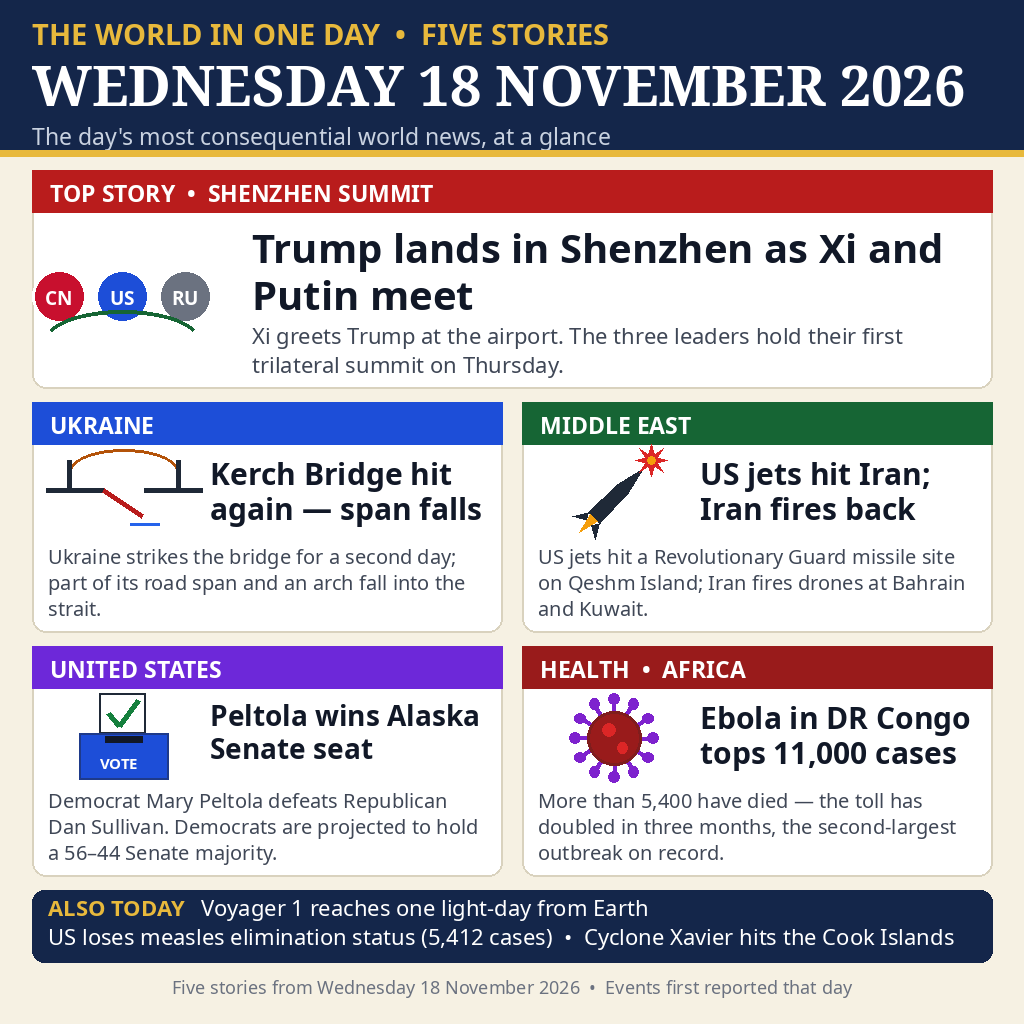 THE WORLD IN ONE DAY • FIVE STORIES
WEDNESDAY 18 NOVEMBER 2026
The day's most consequential world news, at a glance
TOP STORY • SHENZHEN SUMMIT
CN US RU
Trump lands in Shenzhen as Xi and
Putin meet
Xi greets Trump at the airport. The three leaders hold their first
trilateral summit on Thursday.
UKRAINE
Kerch Bridge hit
again — span falls
Ukraine strikes the bridge for a second day;
part of its road span and an arch fall into the
strait.
MIDDLE EAST
US jets hit Iran;
Iran fires back
US jets hit a Revolutionary Guard missile site
on Qeshm Island; Iran fires drones at Bahrain
and Kuwait.
UNITED STATES
VOTE
Peltola wins Alaska
Senate seat
Democrat Mary Peltola defeats Republican
Dan Sullivan. Democrats are projected to hold
a 56–44 Senate majority.
HEALTH • AFRICA
Ebola in DR Congo
tops 11,000 cases
More than 5,400 have died — the toll has
doubled in three months, the second-largest
outbreak on record.
ALSO TODAY Voyager 1 reaches one light-day from Earth
US loses measles elimination status (5,412 cases) • Cyclone Xavier hits the Cook Islands
Five stories from Wednesday 18 November 2026 • Events first reported that day